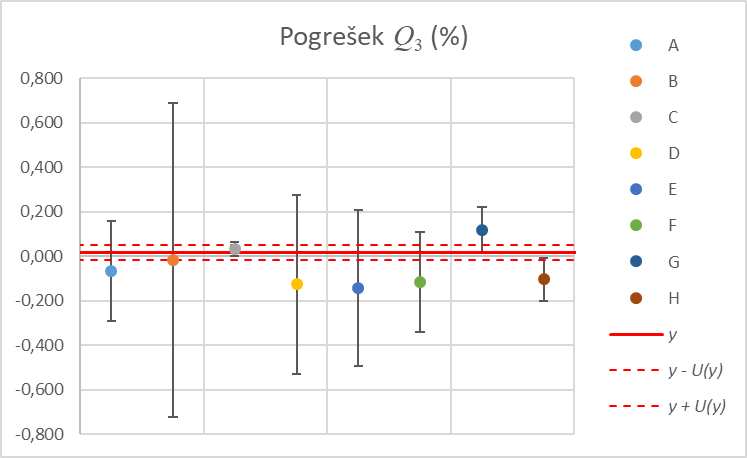 Pogrešek Q3 (%)
0,800
0,600
0,400
0,200
0,000
-0,200
-0,400
-0,600
-0,800
A
B
C
D
E
F
G
H
y
y - U(y)
y + U(y)